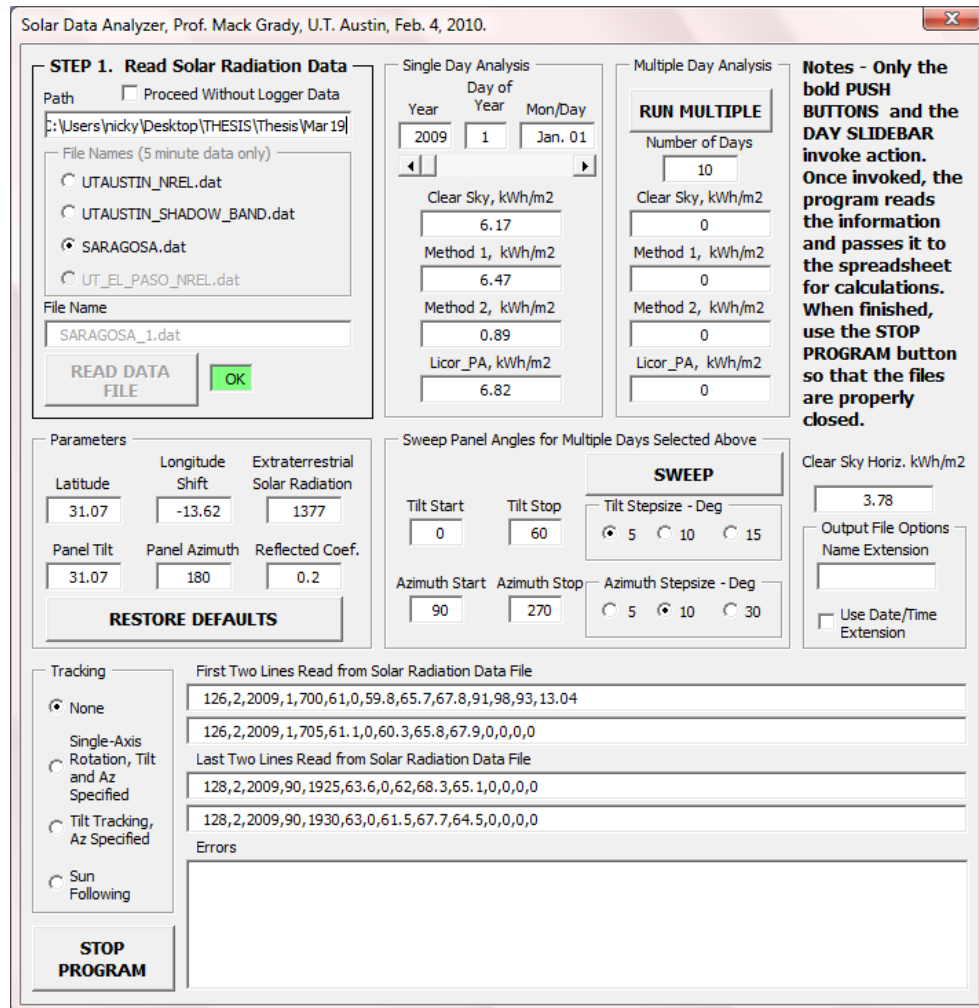 Solar Data Analyzer, Prof. Mack Grady, U.T. Austin, Feb. 4, 2010.
STEP 1. Read Solar Radiation Data
Path
Proceed Without Logger Data
C:\Users\nicky\Desktop\THESIS\Thesis\Mar19
File Names (5 minute data only)
UTAUSTIN_NREL.dat
UTAUSTIN_SHADOW_BAND.dat
SARAGOSA.dat
UT_EL_PASO_NREL.dat
File Name
SARAGOSA_1.dat
READ DATA
FILE
OK
Single Day Analysis
Year
Day of
Year
Mon/Day
2009
1
Jan. 01
Clear Sky, kWh/m2
6.17
Method 1, kWh/m2
6.47
Method 2, kWh/m2
0.89
Licor_PA, kWh/m2
6.82
Multiple Day Analysis
RUN MULTIPLE
Number of Days
10
Clear Sky, kWh/m2
0
Method 1, kWh/m2
0
Method 2, kWh/m2
0
Licor_PA, kWh/m2
0
Notes - Only the
bold PUSH
BUTTONS and the
DAY SLIDEBAR
invoke action.
Once invoked, the
program reads
the information
and passes it to
the spreadsheet
for calculations.
When finished,
use the STOP
PROGRAM button
so that the files
are properly
closed.
Parameters
Latitude
Longitude
Shift
Extraterrestrial
Solar Radiation
31.07
-13.62
1377
Panel Tilt
Panel Azimuth
Reflected Coef.
31.07
180
0.2
RESTORE DEFAULTS
Sweep Panel Angles for Multiple Days Selected Above
SWEEP
Tilt Start
Tilt Stop
0
60
Tilt Stepsize - Deg
5
10
15
Azimuth Start
Azimuth Stop
90
270
Azimuth Stepsize - Deg
5
10
30
Clear Sky Horiz. kWh/m2
3.78
Output File Options
Name Extension
Use Date/Time
Extension
Tracking
None
Single-Axis
Rotation, Tilt
and Az
Specified
Tilt Tracking,
Az Specified
Sun
Following
First Two Lines Read from Solar Radiation Data File
126,2,2009,1,700,61,0,59.8,65.7,67.8,91,98,93,13.04
126,2,2009,1,705,61.1,0,60.3,65.8,67.9,0,0,0,0
Last Two Lines Read from Solar Radiation Data File
128,2,2009,90,1925,63.6,0,62,68.3,65.1,0,0,0,0
128,2,2009,90,1930,63,0,61.5,67.7,64.5,0,0,0,0
Errors
STOP
PROGRAM